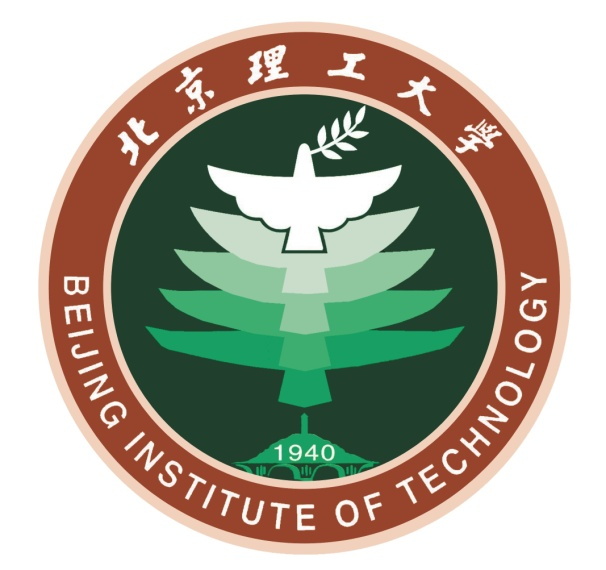 北京理工大学
1940
BEIJING INSTITUTE OF TECHNOLOGY